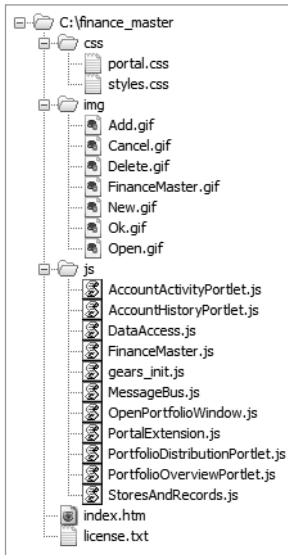 C:\finance_master
css
portal.css
styles.css
img
Add.gif
Cancel.gif
Delete.gif
FinanceMaster.gif
New.gif
Ok.gif
Open.gif
js
AccountActivityPortlet.js
AccountHistoryPortlet.js
DataAccess.js
FinanceMaster.js
gears_init.js
MessageBus.js
OpenPortfolioWindow.js
PortalExtension.js
PortfolioDistributionPortlet.js
PortfolioOverviewPortlet.js
StoresAndRecords.js
index.htm
license.txt